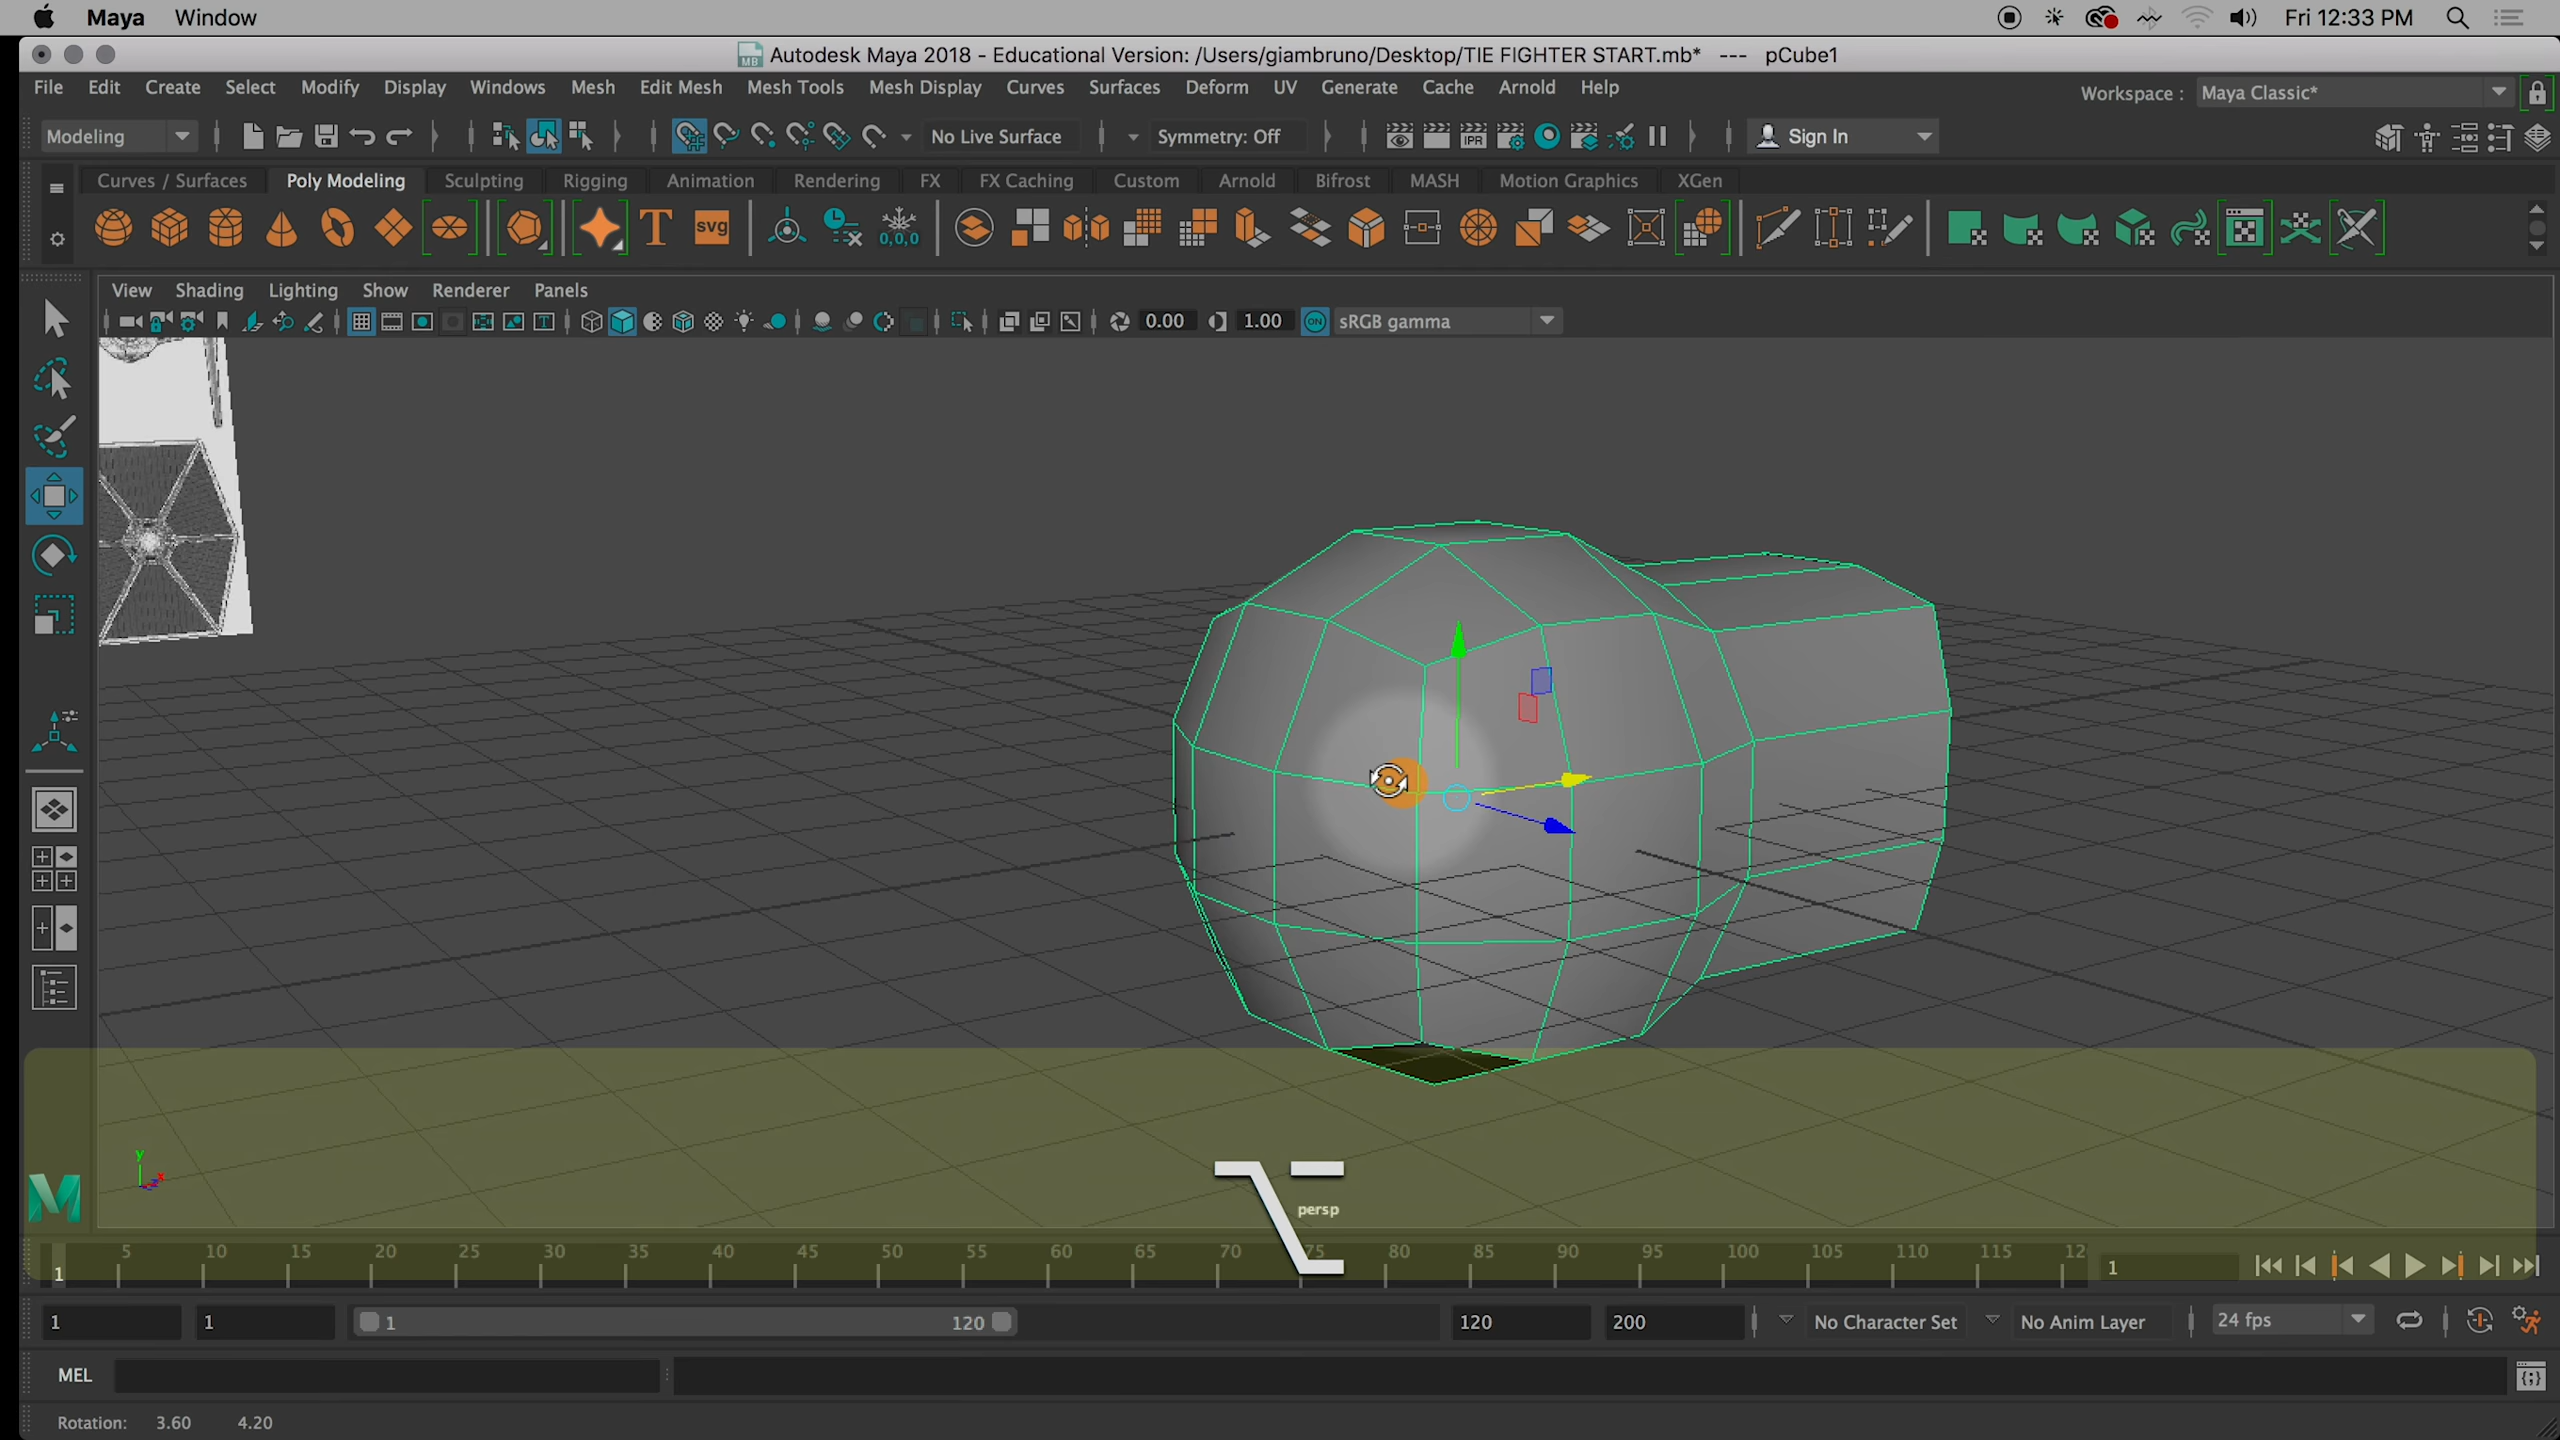 Maya Window Fri 12:33 PM
MB Autodesk Maya 2018 - Educational Version: /Users/giambruno/Desktop/TIE FIGHTER START.mb* --- pCube1
File Edit Create Select Modify Display Windows Mesh Edit Mesh Mesh Tools Mesh Display Curves Surfaces Deform UV Generate Cache Arnold Help Workspace : Maya Classic*
Modeling No Live Surface Symmetry: Off IPR Sign In
Curves / Surfaces Poly Modeling Sculpting Rigging Animation Rendering FX FX Caching Custom Arnold Bifrost MASH Motion Graphics XGen
T svg 0,0,0
View Shading Lighting Show Renderer Panels
T 0.00 1.00 ON sRGB gamma
y
x
M
persp
5 10 15 20 25 30 35 40 45 50 55 60 65 70 75 80 85 90 95 100 105 110 115 12
1 1
1 1 1 120 120 200 No Character Set No Anim Layer 24 fps
MEL
Rotation: 3.60 4.20